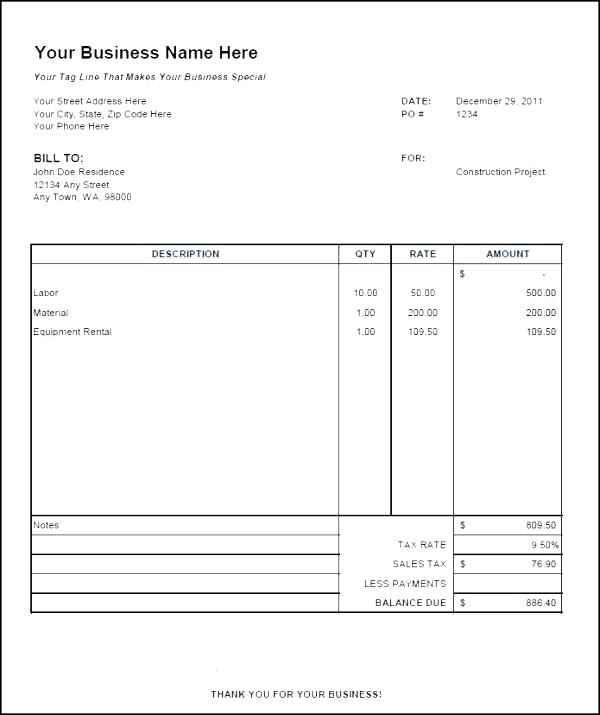 Your Business Name Here
Your Tag Line That Makes Your Business Special
Your Street Address Here
DATE: December 29, 2011
Your City, State, Zip Code Here
PO # 1234
Your Phone Here
BILL TO:
FOR:
John Doe Residence
Construction Project
12134 Any Street
Any Town, WA, 98000
DESCRIPTION QTY RATE AMOUNT
$ -
Labor 10.00 50.00 500.00
Material 1.00 200.00 200.00
Equipment Rental 1.00 109.50 109.50
Notes $ 809.50
TAX RATE 9.50%
SALES TAX $ 76.90
LESS PAYMENTS
BALANCE DUE $ 886.40
THANK YOU FOR YOUR BUSINESS!